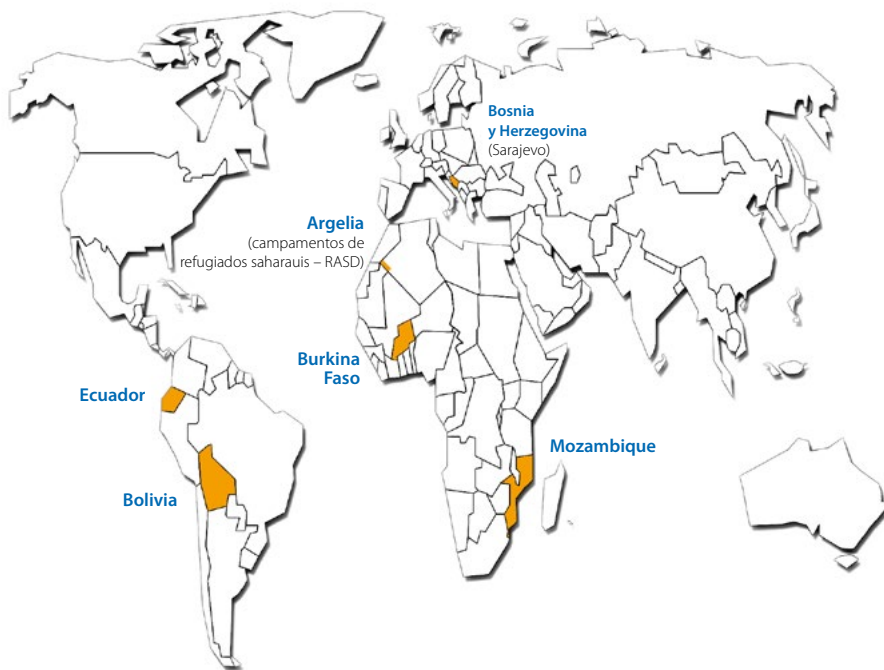 Bosnia
y Herzegovina
(Sarajevo)
Argelia
(campamentos de
refugiados saharauis – RASD)
Burkina
Faso
Ecuador
Mozambique
Bolivia